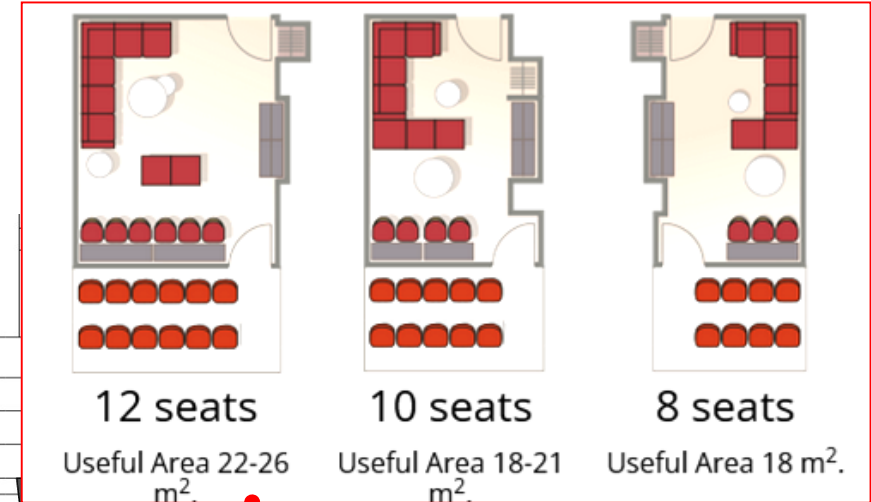 12 seats
10 seats
8 seats
Useful Area 22-26
m².
Useful Area 18-21
m².
Useful Area 18 m².